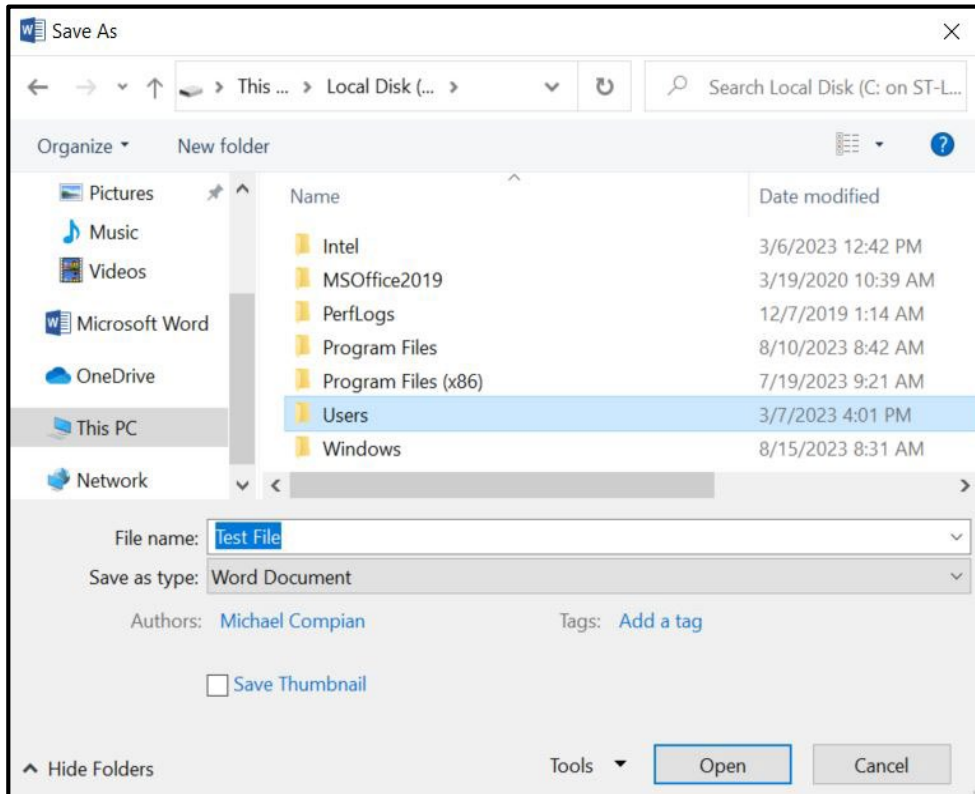 Save As
This ... > Local Disk (... >
Search Local Disk (C: on ST-L...
Organize
New folder
Pictures
Music
Videos
Microsoft Word
OneDrive
This PC
Network
Name Date modified
Intel 3/6/2023 12:42 PM
MSOffice2019 3/19/2020 10:39 AM
PerfLogs 12/7/2019 1:14 AM
Program Files 8/10/2023 8:42 AM
Program Files (x86) 7/19/2023 9:21 AM
Users 3/7/2023 4:01 PM
Windows 8/15/2023 8:31 AM
File name: Test File
Save as type: Word Document
Authors: Michael Compian Tags: Add a tag
Save Thumbnail
Hide Folders Tools Open Cancel